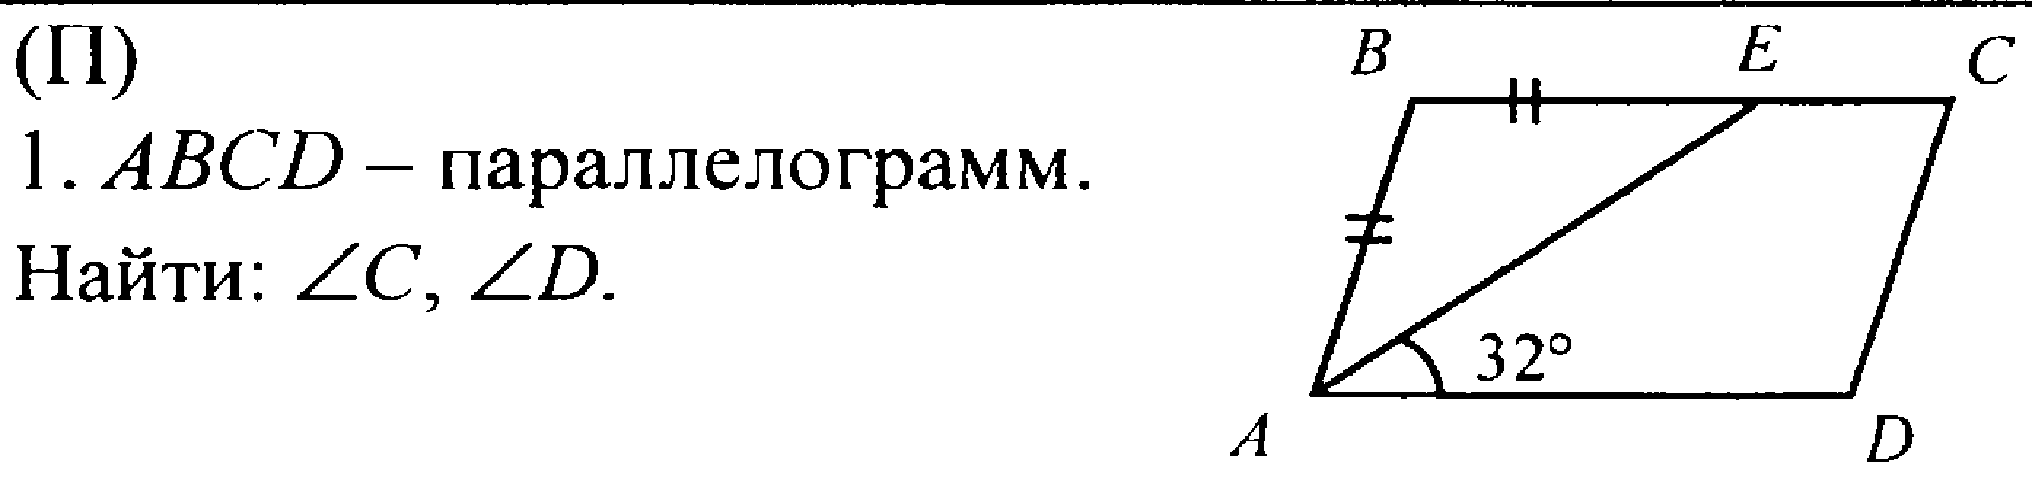 (П)
1. ABCD – параллелограмм.
Найти: ∠C, ∠D.
B E C
32°
A D